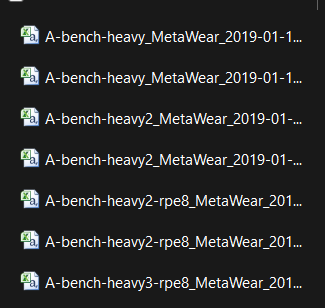 A-bench-heavy_MetaWear_2019-01-1...
A-bench-heavy_MetaWear_2019-01-1...
A-bench-heavy2_MetaWear_2019-01-...
A-bench-heavy2_MetaWear_2019-01-...
A-bench-heavy2-rpe8_MetaWear_201...
A-bench-heavy2-rpe8_MetaWear_201...
A-bench-heavy3-rpe8_MetaWear_201...